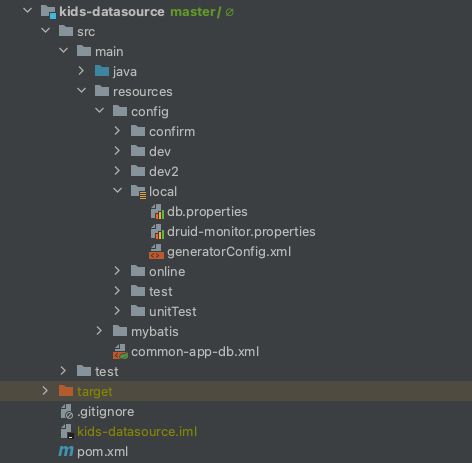 kids-datasource master/ ∅
src
main
java
resources
config
confirm
dev
dev2
local
db.properties
druid-monitor.properties
generatorConfig.xml
online
test
unitTest
mybatis
common-app-db.xml
test
target
.gitignore
kids-datasource.iml
m pom.xml